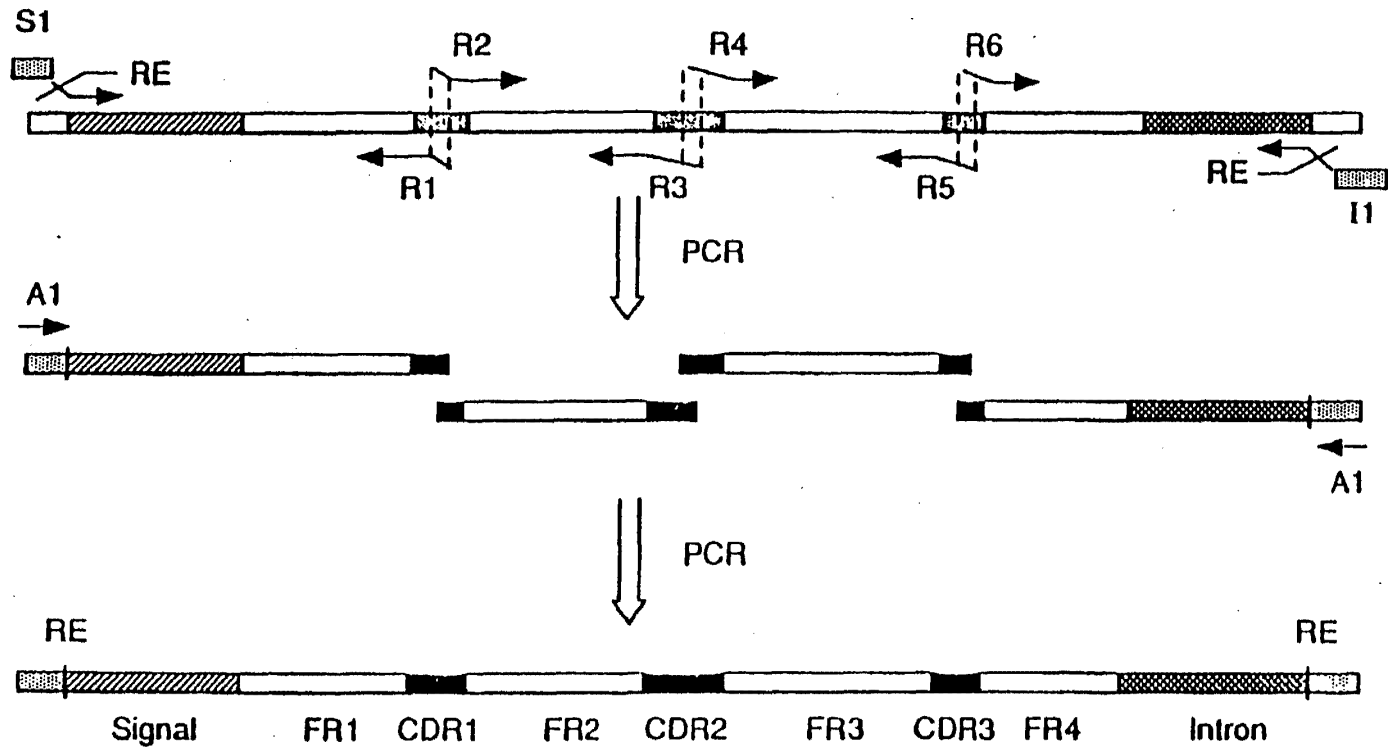 S1
R2
R4
R6
RE
R1
R3
R5
RE
I1
PCR
A1
A1
PCR
RE
RE
Signal
FR1
CDR1
FR2
CDR2
FR3
CDR3
FR4
Intron